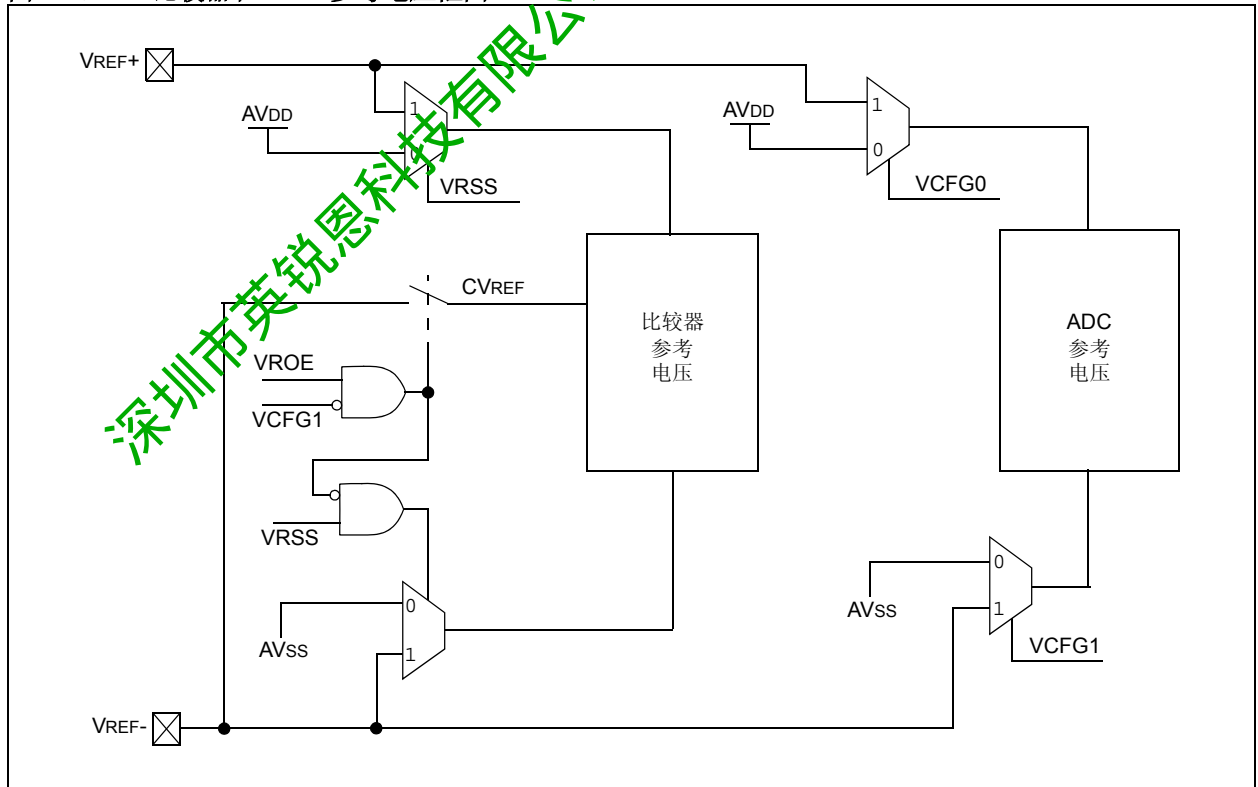 VREF+
AVDD
1
0
VRSS
AVDD
1
0
VCFG0
CVREF
VROE
VCFG1
VRSS
比较器
参考
电压
ADC
参考
电压
AVSS
0
1
AVSS
0
1
VCFG1
VREF-
深圳市英锐恩科技有限公